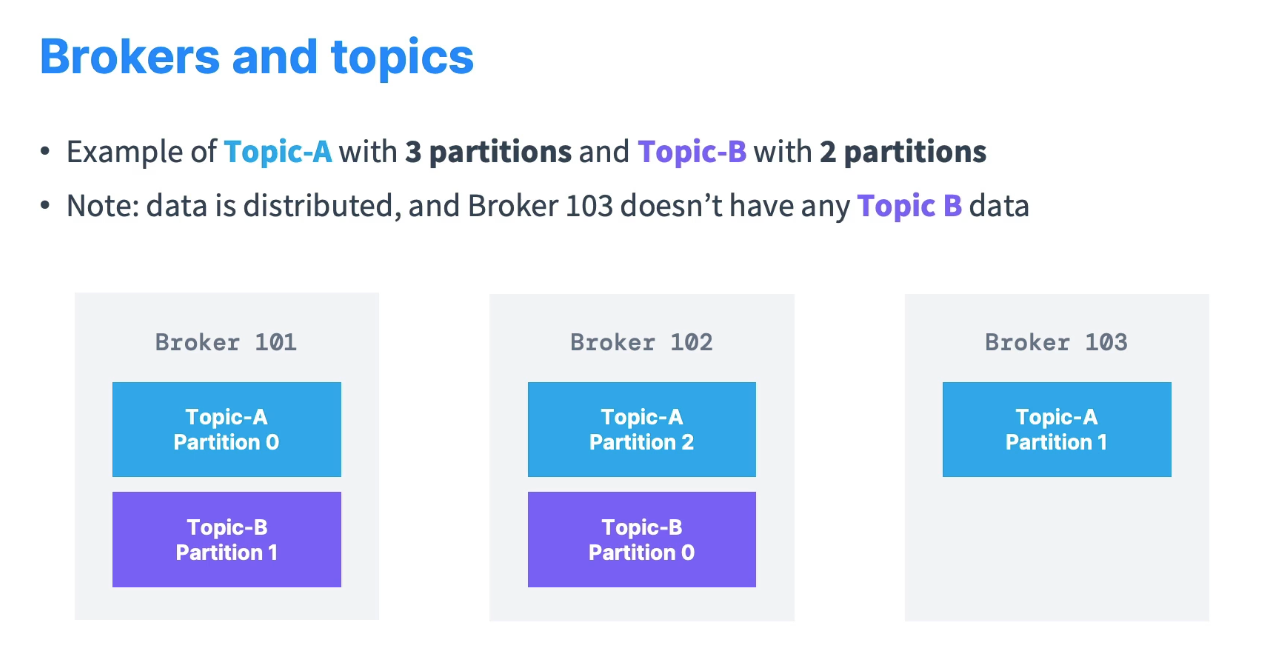 Brokers and topics
• Example of Topic-A with 3 partitions and Topic-B with 2 partitions
• Note: data is distributed, and Broker 103 doesn’t have any Topic B data
Broker 101
Topic-A
Partition 0
Topic-B
Partition 1
Broker 102
Topic-A
Partition 2
Topic-B
Partition 0
Broker 103
Topic-A
Partition 1